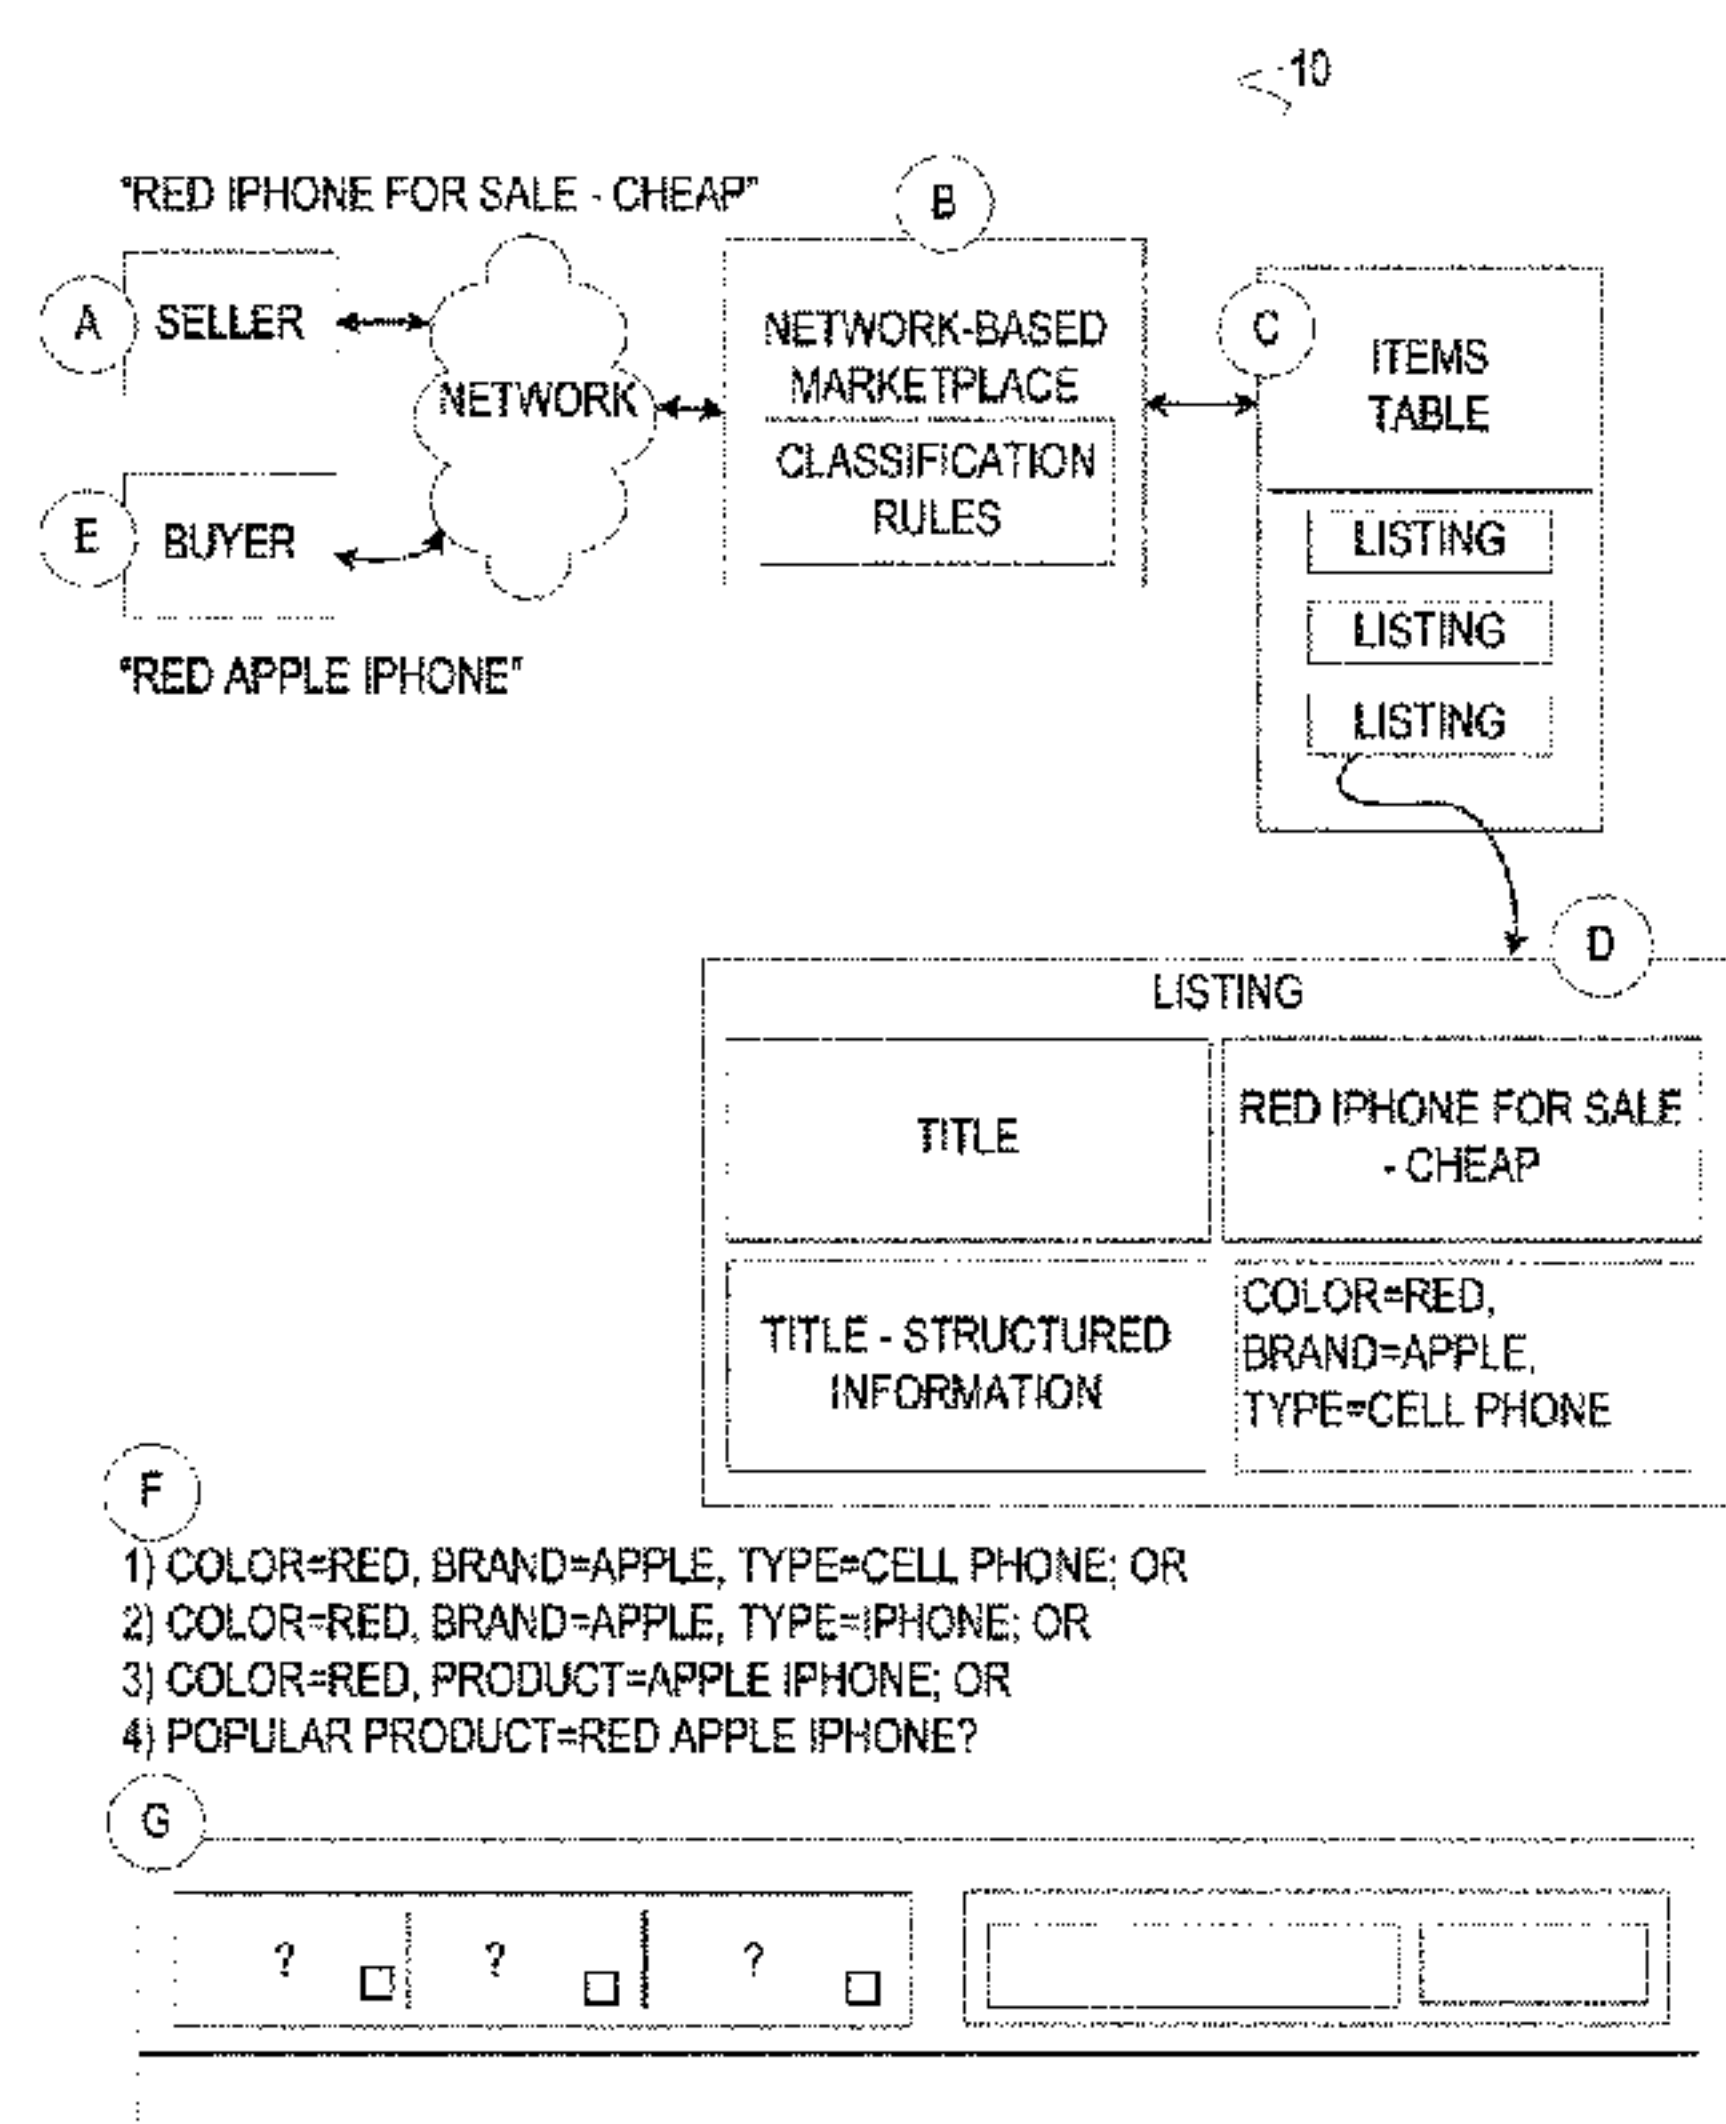 10
"RED IPHONE FOR SALE - CHEAP"
B
A
SELLER
NETWORK
NETWORK-BASED
MARKETPLACE
CLASSIFICATION
RULES
C
ITEMS
TABLE
LISTING
LISTING
LISTING
E
BUYER
"RED APPLE IPHONE"
D
LISTING
TITLE
RED IPHONE FOR SALE
- CHEAP
TITLE - STRUCTURED
INFORMATION
COLOR=RED,
BRAND=APPLE,
TYPE=CELL PHONE
F
1) COLOR=RED, BRAND=APPLE, TYPE=CELL PHONE; OR
2) COLOR=RED, BRAND=APPLE, TYPE=IPHONE; OR
3) COLOR=RED, PRODUCT=APPLE IPHONE; OR
4) POPULAR PRODUCT=RED APPLE IPHONE?
G
? ? ?